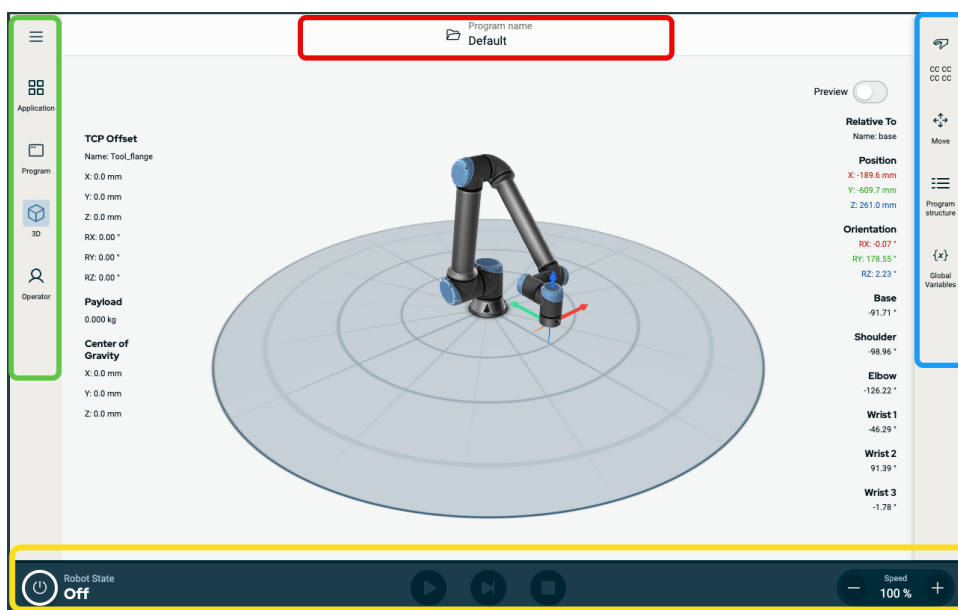 Program name
Default
Application
Program
3D
Operator
TCP Offset
Name: Tool_flange
X: 0.0 mm
Y: 0.0 mm
Z: 0.0 mm
RX: 0.00 °
RY: 0.00 °
RZ: 0.00 °
Payload
0.000 kg
Center of
Gravity
X: 0.0 mm
Y: 0.0 mm
Z: 0.0 mm
Preview
Relative To
Name: base
Position
X: -189.6 mm
Y: -609.7 mm
Z: 261.0 mm
Orientation
RX: -0.07 °
RY: 178.55 °
RZ: 2.23 °
Base
-91.71 °
Shoulder
-98.96 °
Elbow
-126.22 °
Wrist 1
-46.29 °
Wrist 2
91.39 °
Wrist 3
-1.78 °
CC CC
CC CC
Move
Program
structure
{x}
Global
Variables
Robot State
Off
Speed
100 %